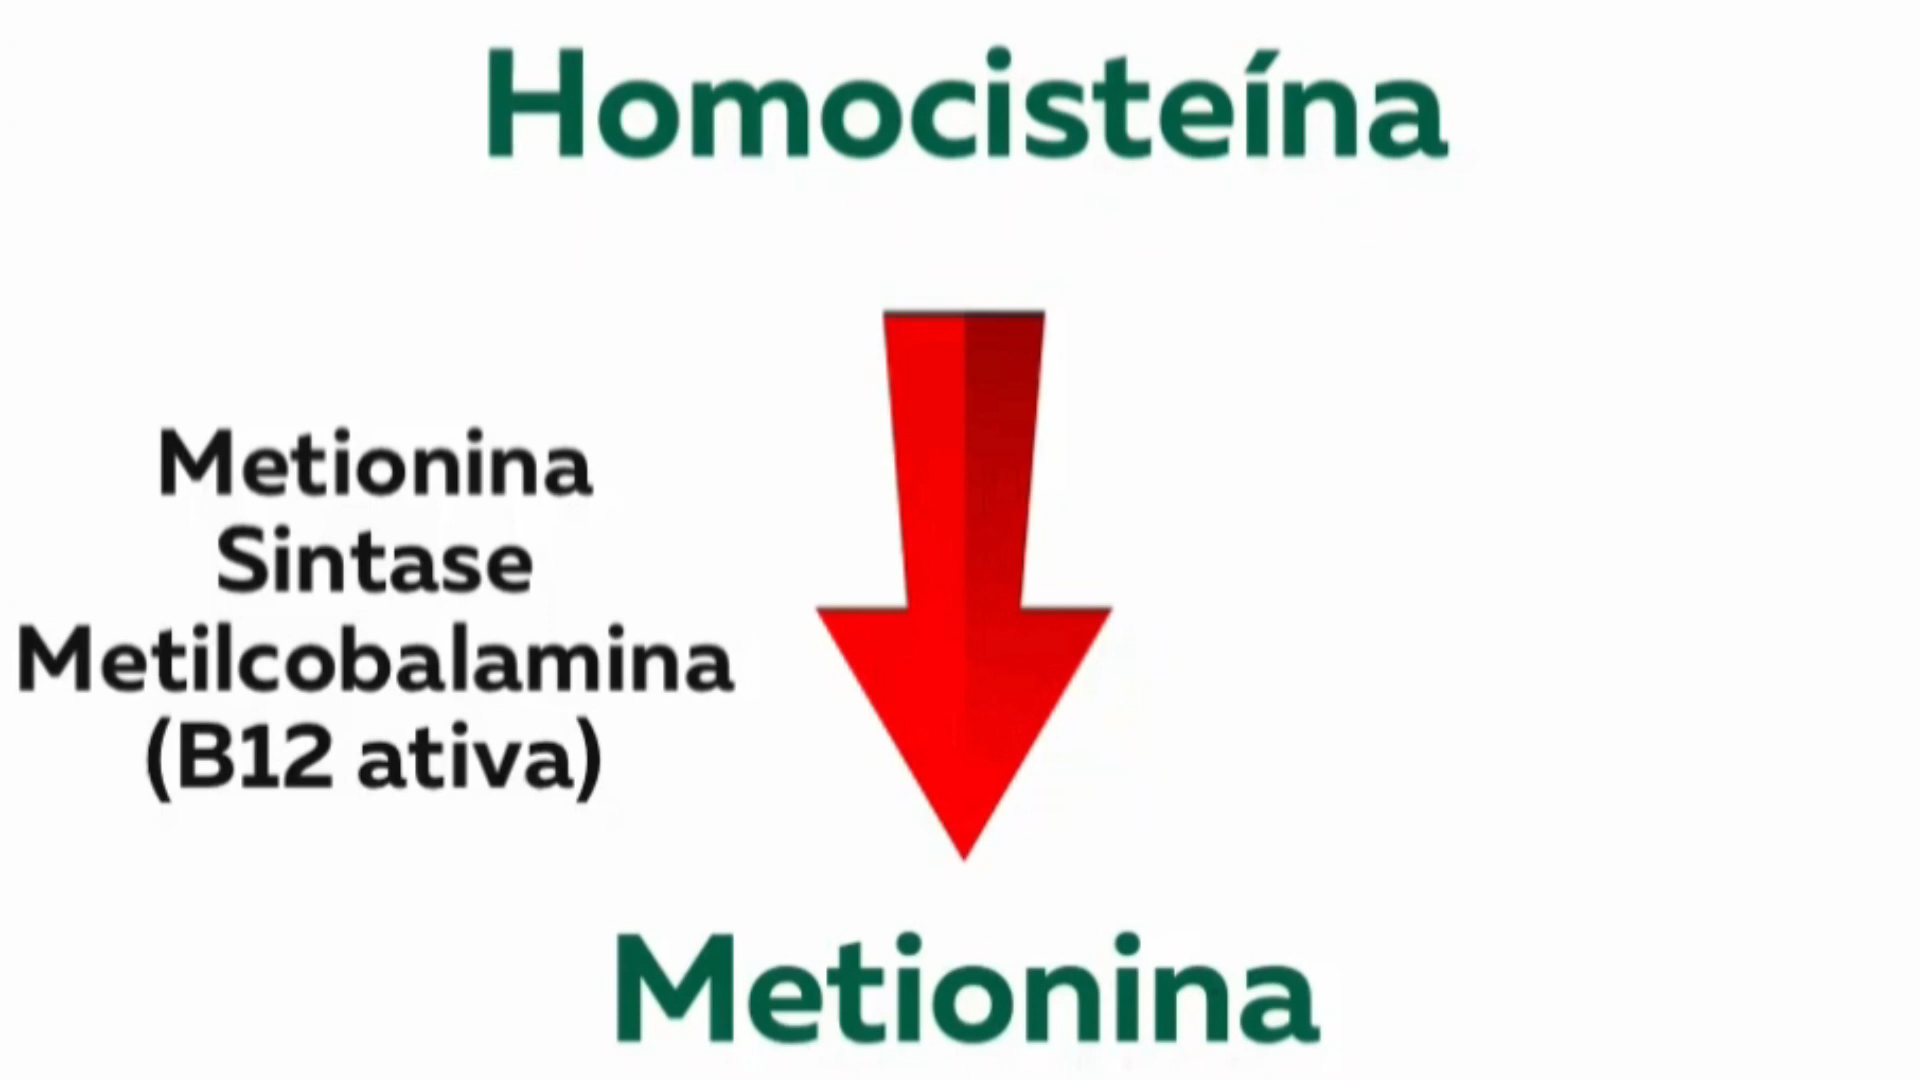 Homocisteína
Metionina
Sintase
Metilcobalamina
(B12 ativa)
Metionina